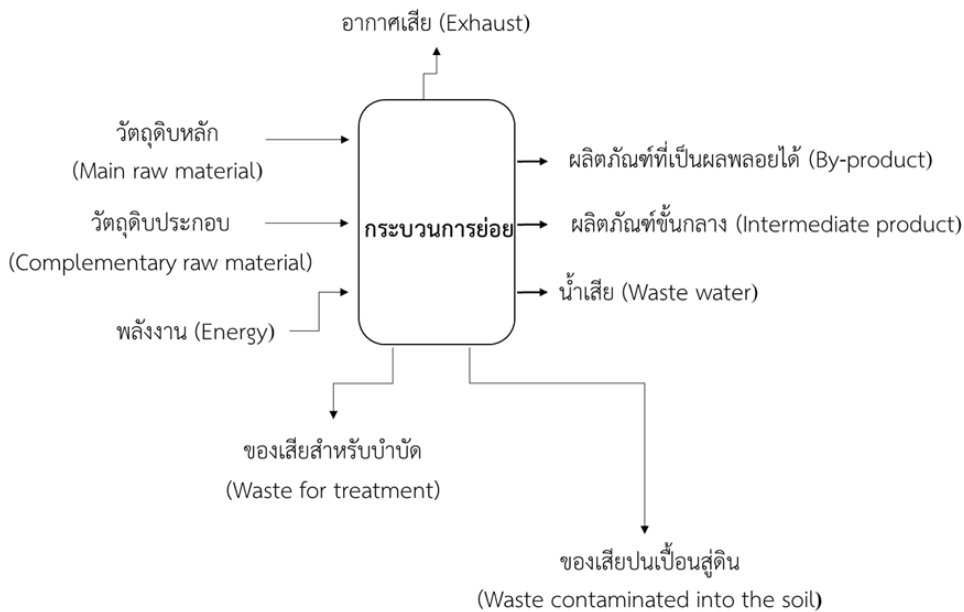 อากาศเสีย (Exhaust)
วัตถุดิบหลัก
(Main raw material)
วัตถุดิบประกอบ
(Complementary raw material)
พลังงาน (Energy)
กระบวนการย่อย
ผลิตภัณฑ์ที่เป็นผลพลอยได้ (By-product)
ผลิตภัณฑ์ขั้นกลาง (Intermediate product)
น้ำเสีย (Waste water)
ของเสียสำหรับบำบัด
(Waste for treatment)
ของเสียปนเปื้อนสู่ดิน
(Waste contaminated into the soil)